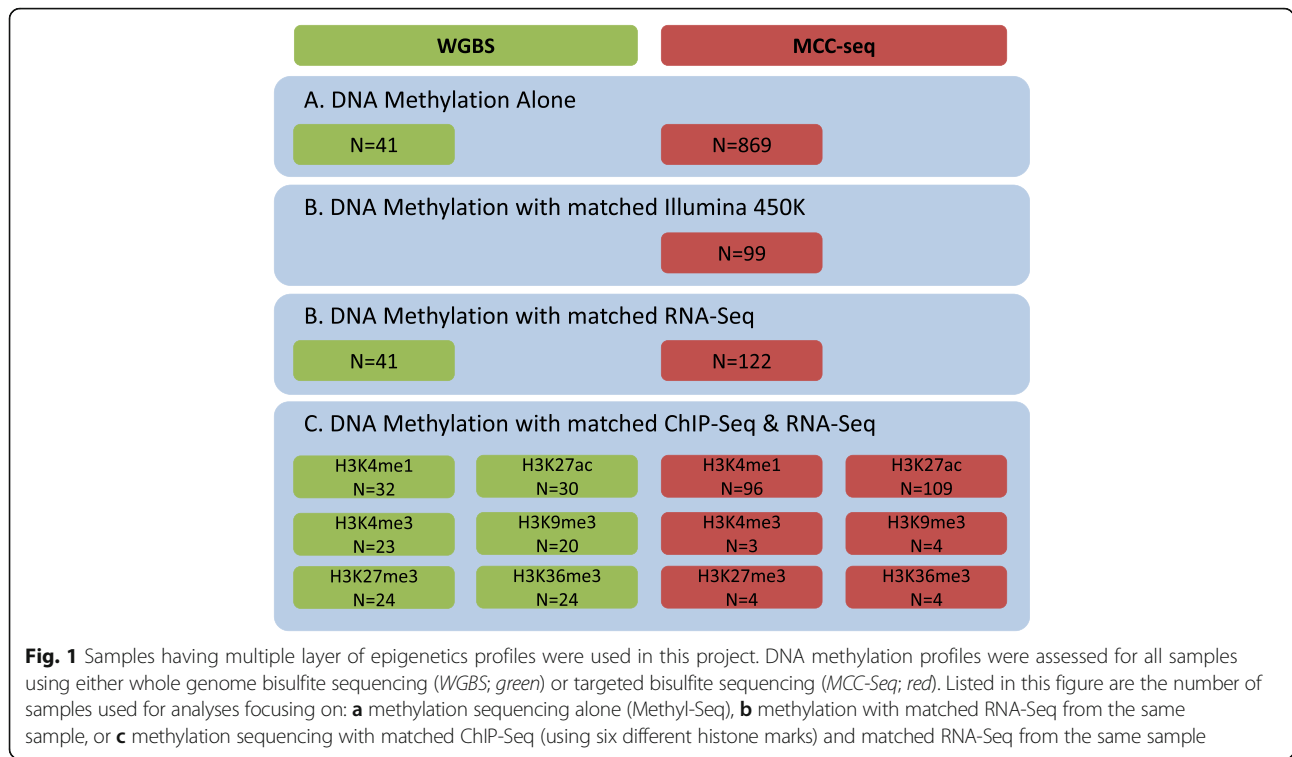 WGBS MCC-seq
A. DNA Methylation Alone
N=41 N=869
B. DNA Methylation with matched Illumina 450K
N=99
B. DNA Methylation with matched RNA-Seq
N=41 N=122
C. DNA Methylation with matched ChIP-Seq & RNA-Seq
H3K4me1 H3K27ac H3K4me1 H3K27ac
N=32 N=30 N=96 N=109
H3K4me3 H3K9me3 H3K4me3 H3K9me3
N=23 N=20 N=3 N=4
H3K27me3 H3K36me3 H3K27me3 H3K36me3
N=24 N=24 N=4 N=4
Fig. 1 Samples having multiple layer of epigenetics profiles were used in this project. DNA methylation profiles were assessed for all samples
using either whole genome bisulfite sequencing (WGBS; green) or targeted bisulfite sequencing (MCC-Seq; red). Listed in this figure are the number of
samples used for analyses focusing on: a methylation sequencing alone (Methyl-Seq), b methylation with matched RNA-Seq from the same
sample, or c methylation sequencing with matched ChIP-Seq (using six different histone marks) and matched RNA-Seq from the same sample